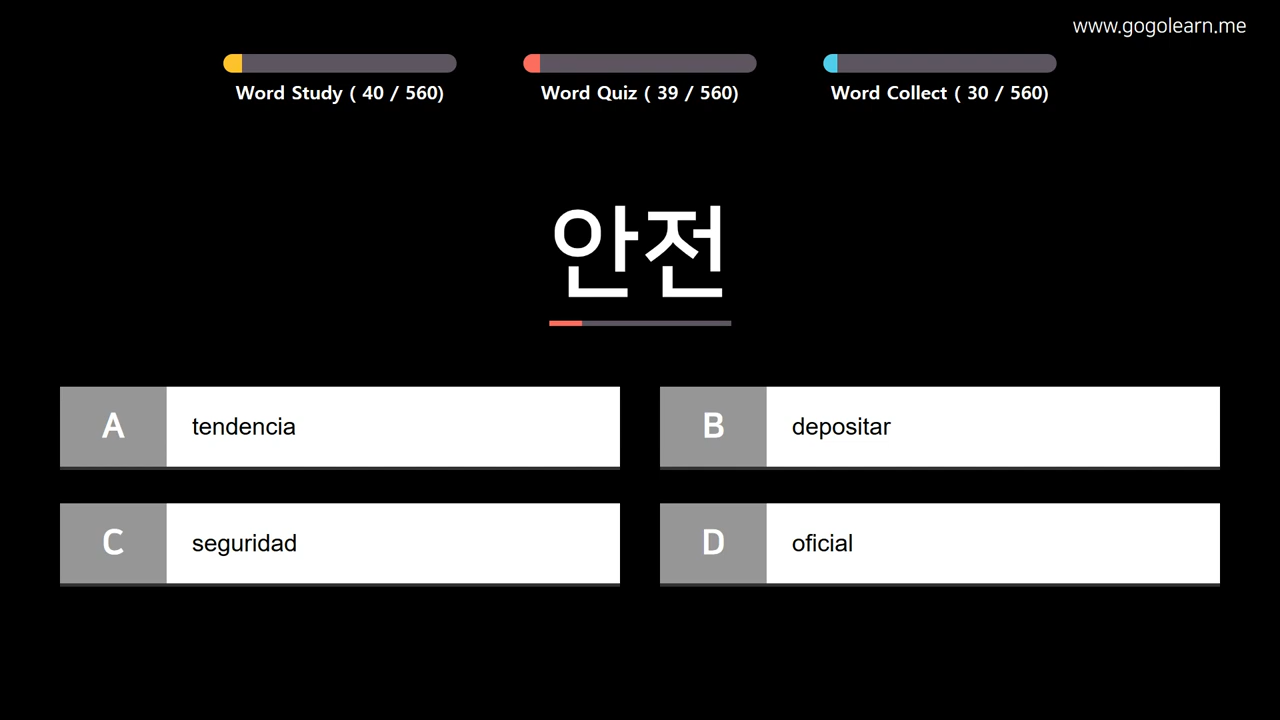 www.gogolearn.me
Word Study ( 40 / 560)
Word Quiz ( 39 / 560)
Word Collect ( 30 / 560)
안전
A tendencia
B depositar
C seguridad
D oficial